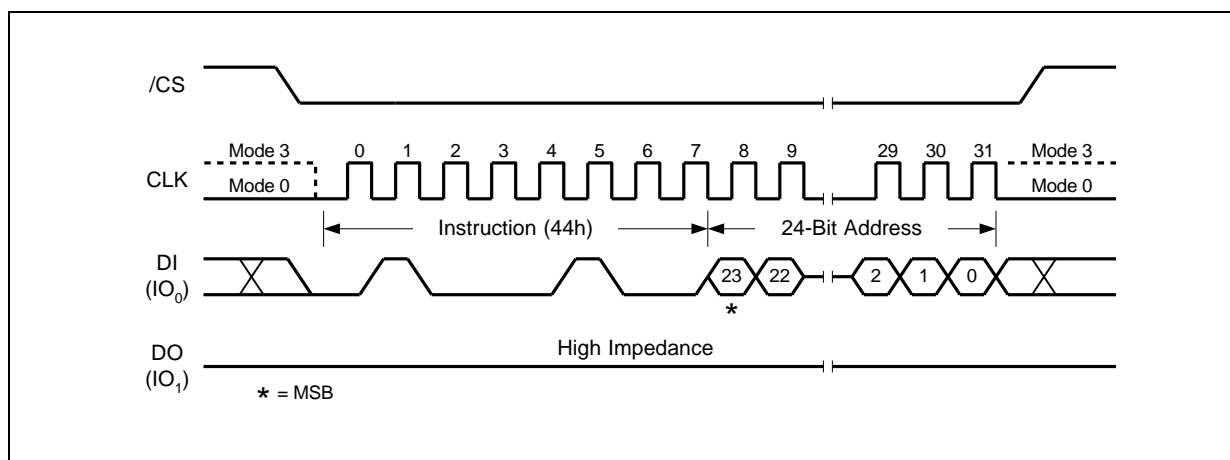 /CS
Mode 3
0 1 2 3 4 5 6 7 8 9 29 30 31
Mode 3
CLK
Mode 0
Mode 0
Instruction (44h)
24-Bit Address
DI
(IO0)
23 22 2 1 0
*
DO
(IO1)
High Impedance
* = MSB